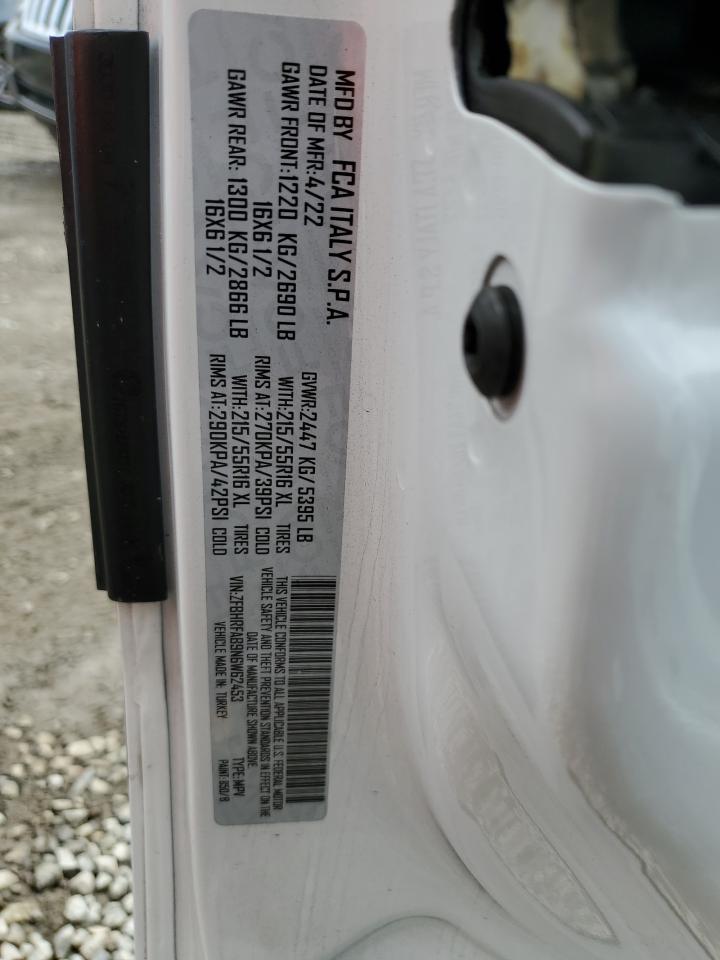 MFD BY FCA ITALY S.P.A.
DATE OF MFR:4/22 GVWR:2447 KG/5395 LB
GAWR FRONT:1220 KG/2690 LB WITH:215/55R16 XL TIRES
16X6 1/2 RIMS AT:270KPA/39PSI COLD
GAWR REAR: 1300 KG/2866 LB WITH:215/55R16 XL TIRES
16X6 1/2 RIMS AT:290KPA/42PSI COLD
THIS VEHICLE CONFORMS TO ALL APPLICABLE U.S. FEDERAL MOTOR
VEHICLE SAFETY AND THEFT PREVENTION STANDARDS IN EFFECT ON THE
DATE OF MANUFACTURE SHOWN ABOVE.
VIN:ZFBHRFAB9N6W62453 TYPE:MPV
VEHICLE MADE IN: TURKEY PAINT: 650/B